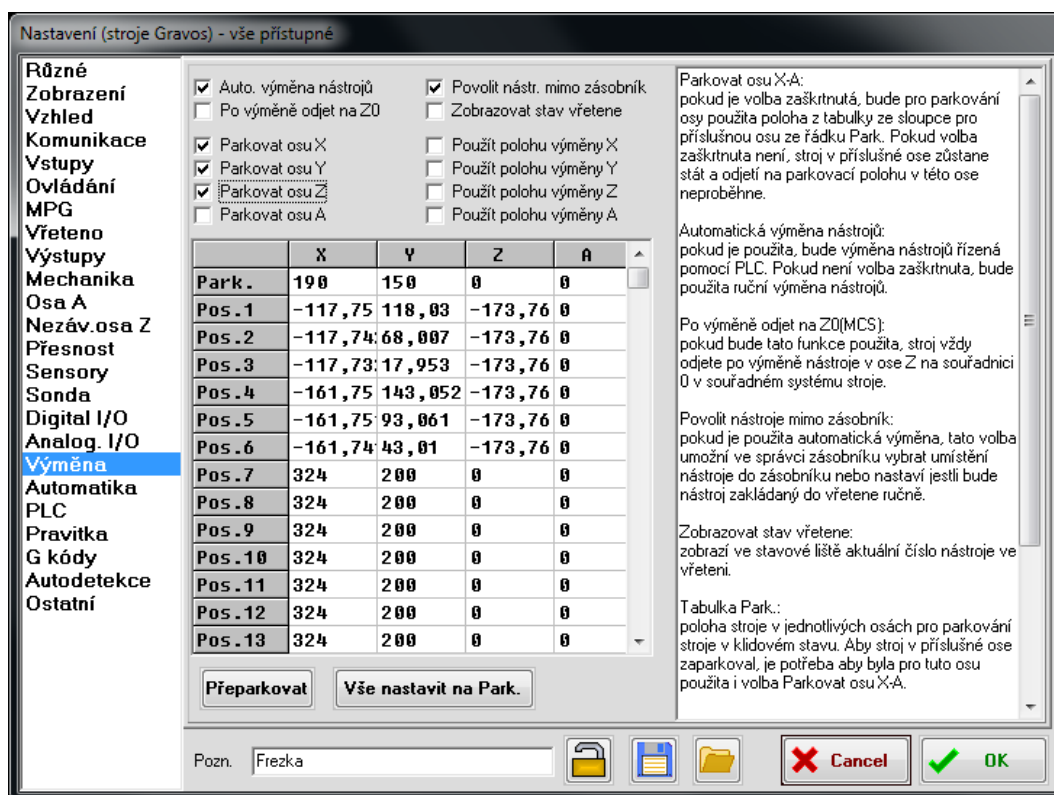 Nastavení (stroje Gravos) - vše přístupné
Různé
Zobrazení
Vzhled
Komunikace
Vstupy
Ovládání
MPG
Vřeteno
Výstupy
Mechanika
Osa A
Nezáv.osa Z
Přesnost
Sensory
Sonda
Digital I/O
Analog. I/O
Výměna
Automatika
PLC
Pravitka
G kódy
Autodetekce
Ostatní
Auto. výměna nástrojů
Povolit nástr. mimo zásobník
Po výměně odjet na Z0
Zobrazovat stav vřetene
Parkovat osu X
Použít polohu výměny X
Parkovat osu Y
Použít polohu výměny Y
Parkovat osu Z
Použít polohu výměny Z
Parkovat osu A
Použít polohu výměny A
X Y Z A
Park. 190 150 0 0
Pos.1 -117,75 118,03 -173,76 0
Pos.2 -117,74 68,007 -173,76 0
Pos.3 -117,73 17,953 -173,76 0
Pos.4 -161,75 143,052 -173,76 0
Pos.5 -161,75 93,061 -173,76 0
Pos.6 -161,74 43,01 -173,76 0
Pos.7 324 200 0 0
Pos.8 324 200 0 0
Pos.9 324 200 0 0
Pos.10 324 200 0 0
Pos.11 324 200 0 0
Pos.12 324 200 0 0
Pos.13 324 200 0 0
Přeparkovat
Vše nastavit na Park.
Parkovat osu X-A:
pokud je volba zaškrtnutá, bude pro parkování
osy použita poloha z tabulky ze sloupce pro
příslušnou osu ze řádku Park. Pokud volba
zaškrtnuta není, stroj v příslušné ose zůstane
stát a odjetí na parkovací polohu v této ose
neproběhne.
Automatická výměna nástrojů:
pokud je použita, bude výměna nástrojů řízená
pomocí PLC. Pokud není volba zaškrtnuta, bude
použita ruční výměna nástrojů.
Po výměně odjet na Z0(MCS):
pokud bude tato funkce použita, stroj vždy
odjete po výměně nástroje v ose Z na souřadnici
0 v souřadném systému stroje.
Povolit nástroje mimo zásobník:
pokud je použita automatická výměna, tato volba
umožní ve správci zásobníku vybrat umístění
nástroje do zásobníku nebo nastaví jestli bude
nástroj zakládaný do vřetene ručně.
Zobrazovat stav vřetene:
zobrazí ve stavové liště aktuální číslo nástroje ve
vřeteni.
Tabulka Park.:
poloha stroje v jednotlivých osách pro parkování
stroje v klidovém stavu. Aby stroj v příslušné ose
zaparkoval, je potřeba aby byla pro tuto osu
použita i volba Parkovat osu X-A.
Pozn. Frezka
Cancel
OK